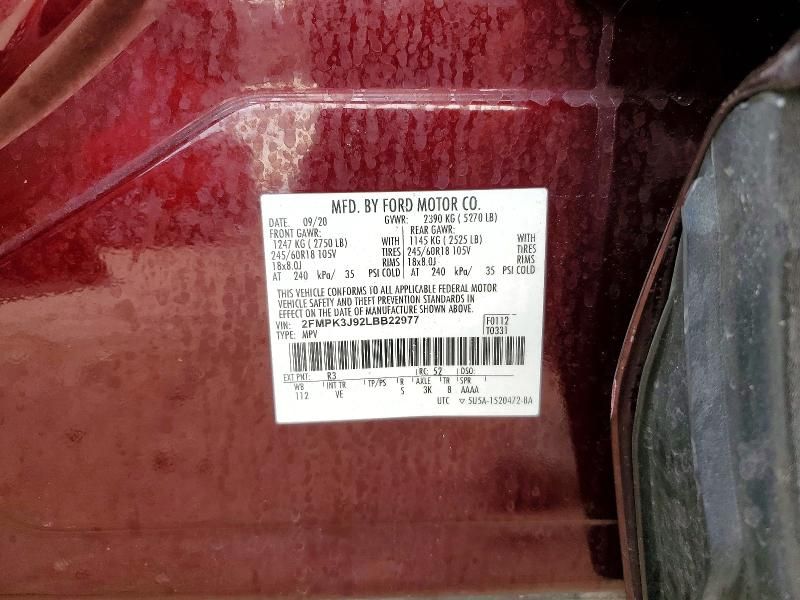 MFD. BY FORD MOTOR CO.
DATE: 09/20 GVWR: 2390 KG ( 5270 LB)
FRONT GAWR: REAR GAWR:
1247 KG ( 2750 LB) WITH 1145 KG ( 2525 LB) WITH
245/60R18 105V TIRES 245/60R18 105V TIRES
18x8.0J RIMS 18x8.0J RIMS
AT 240 kPa/ 35 PSI COLD AT 240 kPa/ 35 PSI COLD
THIS VEHICLE CONFORMS TO ALL APPLICABLE FEDERAL MOTOR
VEHICLE SAFETY AND THEFT PREVENTION STANDARDS IN
EFFECT ON THE DATE OF MANUFACTURE SHOWN ABOVE.
VIN: 2FMPK3J92LBB22977 F0112
TYPE: MPV T0331
EXT PNT: R3 RC: 52 DSO:
WB INT TR TP/PS R AXLE TR SPR
112 VE S 3K B AAAA
UTC ▽ 5U5A-1520472-BA